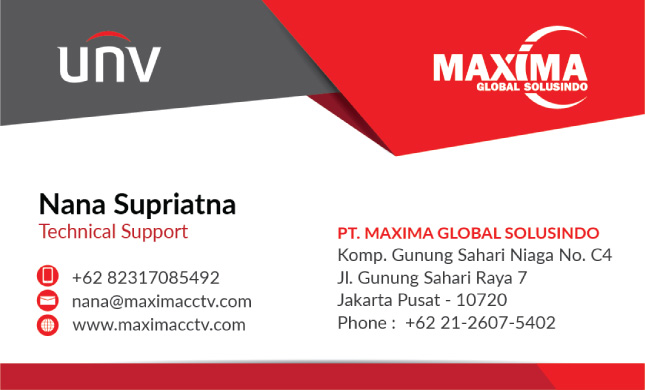 unv
MAXIMA
GLOBAL SOLUSINDO
Nana Supriatna
Technical Support
+62 82317085492
nana@maximacctv.com
www.maximacctv.com
PT. MAXIMA GLOBAL SOLUSINDO
Komp. Gunung Sahari Niaga No. C4
Jl. Gunung Sahari Raya 7
Jakarta Pusat - 10720
Phone : +62 21-2607-5402